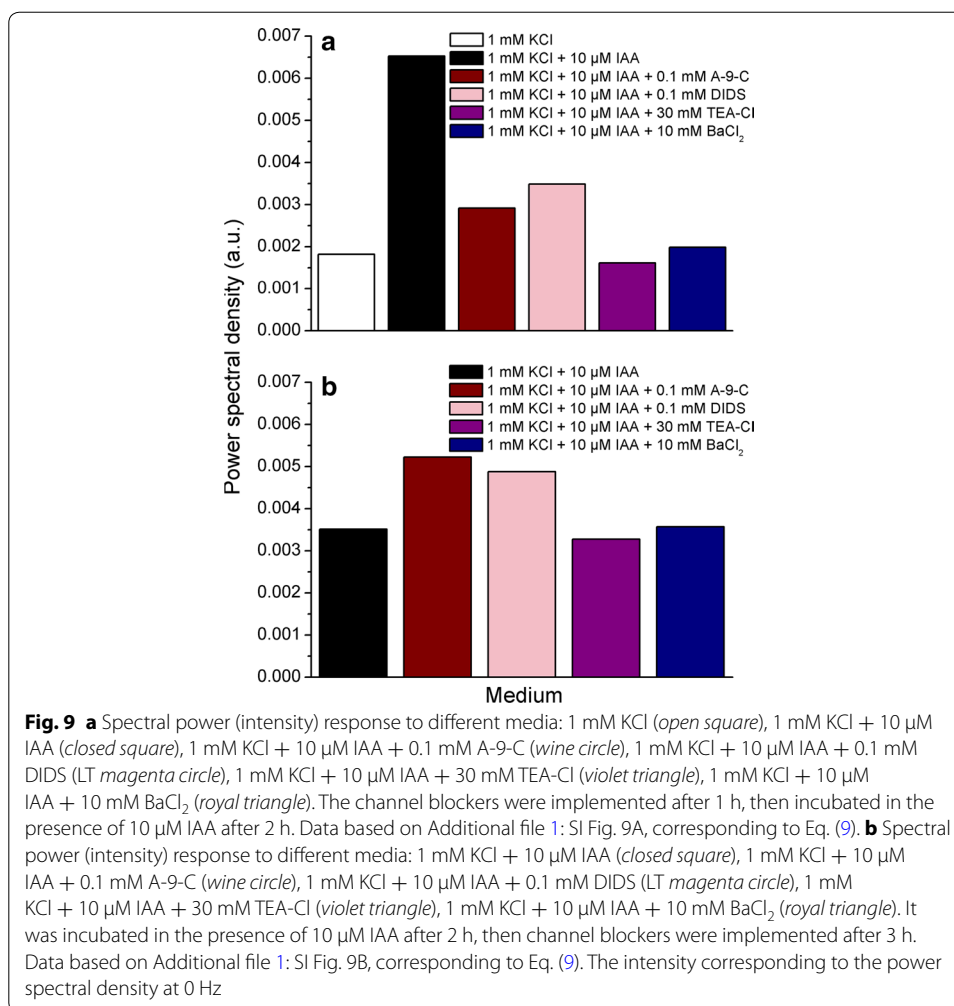 a
1 mM KCl
1 mM KCl + 10 µM IAA
1 mM KCl + 10 µM IAA + 0.1 mM A-9-C
1 mM KCl + 10 µM IAA + 0.1 mM DIDS
1 mM KCl + 10 µM IAA + 30 mM TEA-Cl
1 mM KCl + 10 µM IAA + 10 mM BaCl₂
0.007
0.006
0.005
0.004
0.003
0.002
0.001
0.000
Power spectral density (a.u.)
b
1 mM KCl + 10 µM IAA
1 mM KCl + 10 µM IAA + 0.1 mM A-9-C
1 mM KCl + 10 µM IAA + 0.1 mM DIDS
1 mM KCl + 10 µM IAA + 30 mM TEA-Cl
1 mM KCl + 10 µM IAA + 10 mM BaCl₂
0.007
0.006
0.005
0.004
0.003
0.002
0.001
0.000
Medium
Fig. 9 a Spectral power (intensity) response to different media: 1 mM KCl (open square), 1 mM KCl + 10 µM
IAA (closed square), 1 mM KCl + 10 µM IAA + 0.1 mM A-9-C (wine circle), 1 mM KCl + 10 µM IAA + 0.1 mM
DIDS (LT magenta circle), 1 mM KCl + 10 µM IAA + 30 mM TEA-Cl (violet triangle), 1 mM KCl + 10 µM
IAA + 10 mM BaCl₂ (royal triangle). The channel blockers were implemented after 1 h, then incubated in the
presence of 10 µM IAA after 2 h. Data based on Additional file 1: SI Fig. 9A, corresponding to Eq. (9). b Spectral
power (intensity) response to different media: 1 mM KCl + 10 µM IAA (closed square), 1 mM KCl + 10 µM
IAA + 0.1 mM A-9-C (wine circle), 1 mM KCl + 10 µM IAA + 0.1 mM DIDS (LT magenta circle), 1 mM
KCl + 10 µM IAA + 30 mM TEA-Cl (violet triangle), 1 mM KCl + 10 µM IAA + 10 mM BaCl₂ (royal triangle). It
was incubated in the presence of 10 µM IAA after 2 h, then channel blockers were implemented after 3 h.
Data based on Additional file 1: SI Fig. 9B, corresponding to Eq. (9). The intensity corresponding to the power
spectral density at 0 Hz